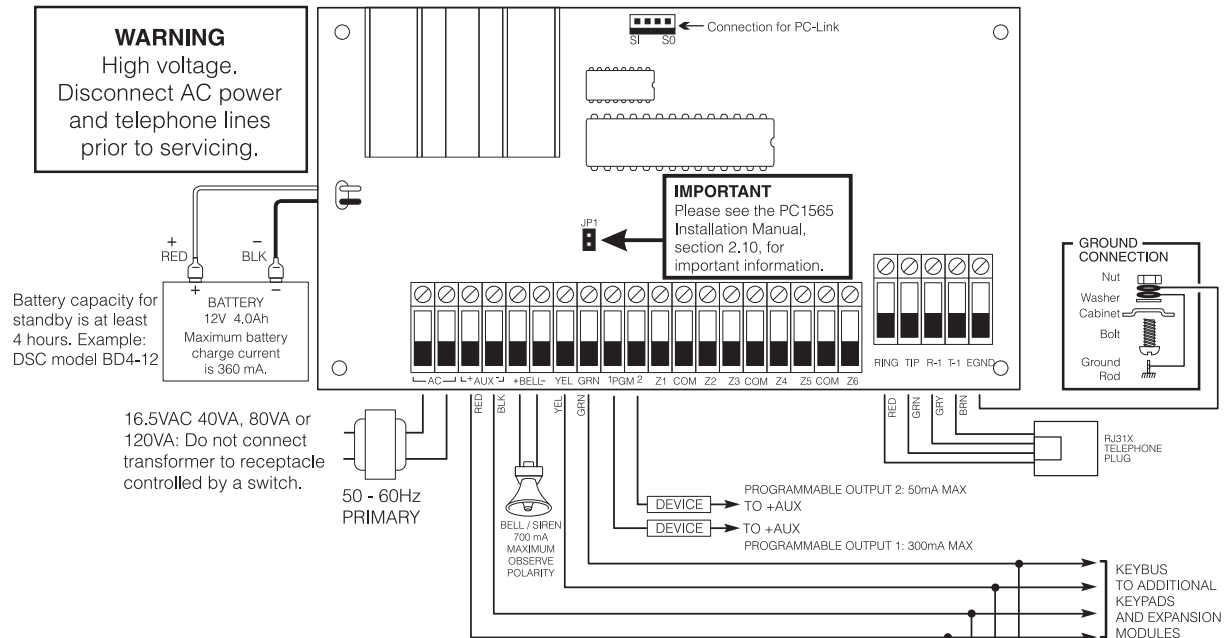 WARNING
High voltage.
Disconnect AC power
and telephone lines
prior to servicing.
SI SO
Connection for PC-Link
IMPORTANT
Please see the PC1565
Installation Manual,
section 2.10, for
important information.
JP1
+ −
RED BLK
+ −
BATTERY
12V 4.0Ah
Maximum battery
charge current
is 360 mA.
Battery capacity for
standby is at least
4 hours. Example:
DSC model BD4-12
AC +AUX- +BELL- YEL GRN 1PGM2 Z1 COM Z2 Z3 COM Z4 Z5 COM Z6
RING TIP R-1 T-1 EGND
GROUND
CONNECTION
Nut
Washer
Cabinet
Bolt
Ground
Rod
RED BLK YEL GRN
RED GRN GRY BRN
RJ31X
TELEPHONE
PLUG
16.5VAC 40VA, 80VA or
120VA: Do not connect
transformer to receptacle
controlled by a switch.
50 - 60Hz
PRIMARY
BELL / SIREN
700 mA
MAXIMUM
OBSERVE
POLARITY
PROGRAMMABLE OUTPUT 2: 50mA MAX
DEVICE TO +AUX
DEVICE TO +AUX
PROGRAMMABLE OUTPUT 1: 300mA MAX
KEYBUS
TO ADDITIONAL
KEYPADS
AND EXPANSION
MODULES